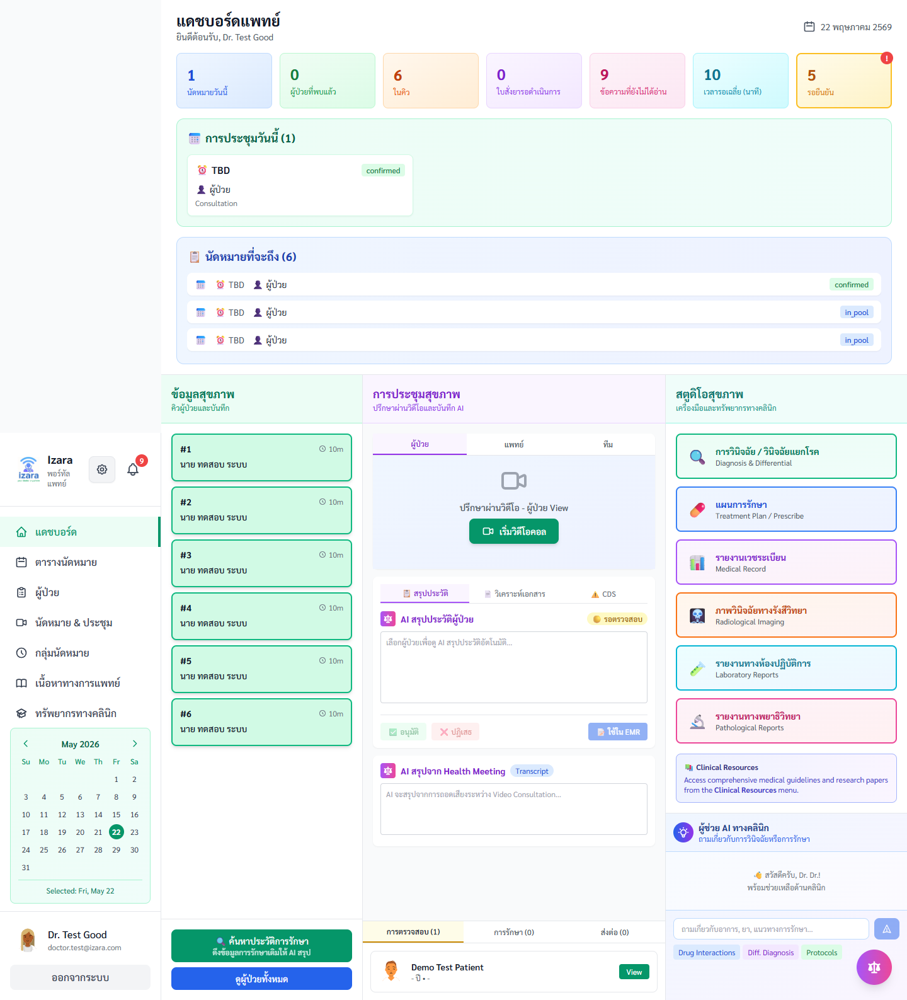 แดชบอร์ดแพทย์
ยินดีต้อนรับ, Dr. Test Good
22 พฤษภาคม 2569
1
นัดหมายวันนี้
0
ผู้ป่วยที่พบแล้ว
6
ในคิว
0
ใบสั่งยารอดำเนินการ
9
ข้อความที่ยังไม่ได้อ่าน
10
เวลารอเฉลี่ย (นาที)
!
5
รอยืนยัน
การประชุมวันนี้ (1)
TBD
confirmed
ผู้ป่วย
Consultation
นัดหมายที่จะถึง (6)
TBD ผู้ป่วย confirmed
TBD ผู้ป่วย in_pool
TBD ผู้ป่วย in_pool
izara
Izara
พอร์ทัล
แพทย์
9
แดชบอร์ด
ตารางนัดหมาย
ผู้ป่วย
นัดหมาย & ประชุม
กลุ่มนัดหมาย
เนื้อหาทางการแพทย์
ทรัพยากรทางคลินิก
May 2026
Su Mo Tu We Th Fr Sa
1 2
3 4 5 6 7 8 9
10 11 12 13 14 15 16
17 18 19 20 21 22 23
24 25 26 27 28 29 30
31
Selected: Fri, May 22
Dr. Test Good
doctor.test@izara.com
ออกจากระบบ
ข้อมูลสุขภาพ
คิวผู้ป่วยและบันทึก
#1 10m
นาย ทดสอบ ระบบ
#2 10m
นาย ทดสอบ ระบบ
#3 10m
นาย ทดสอบ ระบบ
#4 10m
นาย ทดสอบ ระบบ
#5 10m
นาย ทดสอบ ระบบ
#6 10m
นาย ทดสอบ ระบบ
ค้นหาประวัติการรักษา
ดึงข้อมูลการรักษาเดิมให้ AI สรุป
ดูผู้ป่วยทั้งหมด
การประชุมสุขภาพ
ปรึกษาผ่านวิดีโอและบันทึก AI
ผู้ป่วย แพทย์ ทีม
ปรึกษาผ่านวิดีโอ - ผู้ป่วย View
เริ่มวิดีโอคอล
สรุปประวัติ วิเคราะห์เอกสาร CDS
AI สรุปประวัติผู้ป่วย
รอตรวจสอบ
เลือกผู้ป่วยเพื่อดู AI สรุปประวัติอัตโนมัติ...
อนุมัติ ปฏิเสธ ใช้ใน EMR
AI สรุปจาก Health Meeting Transcript
AI จะสรุปจากการถอดเสียงระหว่าง Video Consultation...
การตรวจสอบ (1) การรักษา (0) ส่งต่อ (0)
Demo Test Patient
- ปี • -
View
สตูดิโอสุขภาพ
เครื่องมือและทรัพยากรทางคลินิก
การวินิจฉัย / วินิจฉัยแยกโรค
Diagnosis & Differential
แผนการรักษา
Treatment Plan / Prescribe
รายงานเวชระเบียน
Medical Record
ภาพวินิจฉัยทางรังสีวิทยา
Radiological Imaging
รายงานทางห้องปฏิบัติการ
Laboratory Reports
รายงานทางพยาธิวิทยา
Pathological Reports
Clinical Resources
Access comprehensive medical guidelines and research papers
from the Clinical Resources menu.
ผู้ช่วย AI ทางคลินิก
ถามเกี่ยวกับการวินิจฉัยหรือการรักษา
สวัสดีครับ, Dr. Dr.!
พร้อมช่วยเหลือด้านคลินิก
ถามเกี่ยวกับอาการ, ยา, แนวทางการรักษา...
Drug Interactions Diff. Diagnosis Protocols